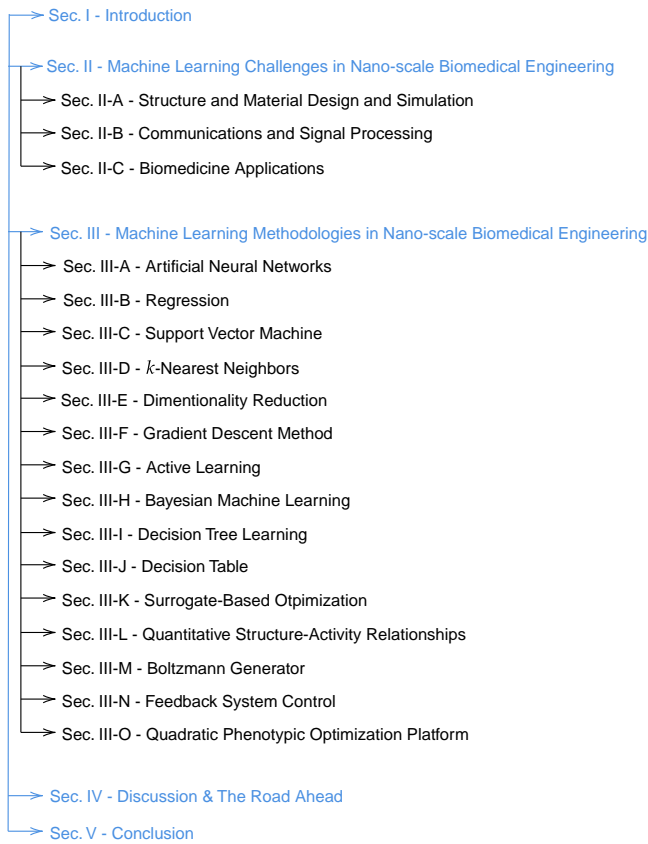 Sec. I - Introduction
Sec. II - Machine Learning Challenges in Nano-scale Biomedical Engineering
Sec. II-A - Structure and Material Design and Simulation
Sec. II-B - Communications and Signal Processing
Sec. II-C - Biomedicine Applications
Sec. III - Machine Learning Methodologies in Nano-scale Biomedical Engineering
Sec. III-A - Artificial Neural Networks
Sec. III-B - Regression
Sec. III-C - Support Vector Machine
Sec. III-D - k-Nearest Neighbors
Sec. III-E - Dimentionality Reduction
Sec. III-F - Gradient Descent Method
Sec. III-G - Active Learning
Sec. III-H - Bayesian Machine Learning
Sec. III-I - Decision Tree Learning
Sec. III-J - Decision Table
Sec. III-K - Surrogate-Based Otpimization
Sec. III-L - Quantitative Structure-Activity Relationships
Sec. III-M - Boltzmann Generator
Sec. III-N - Feedback System Control
Sec. III-O - Quadratic Phenotypic Optimization Platform
Sec. IV - Discussion & The Road Ahead
Sec. V - Conclusion